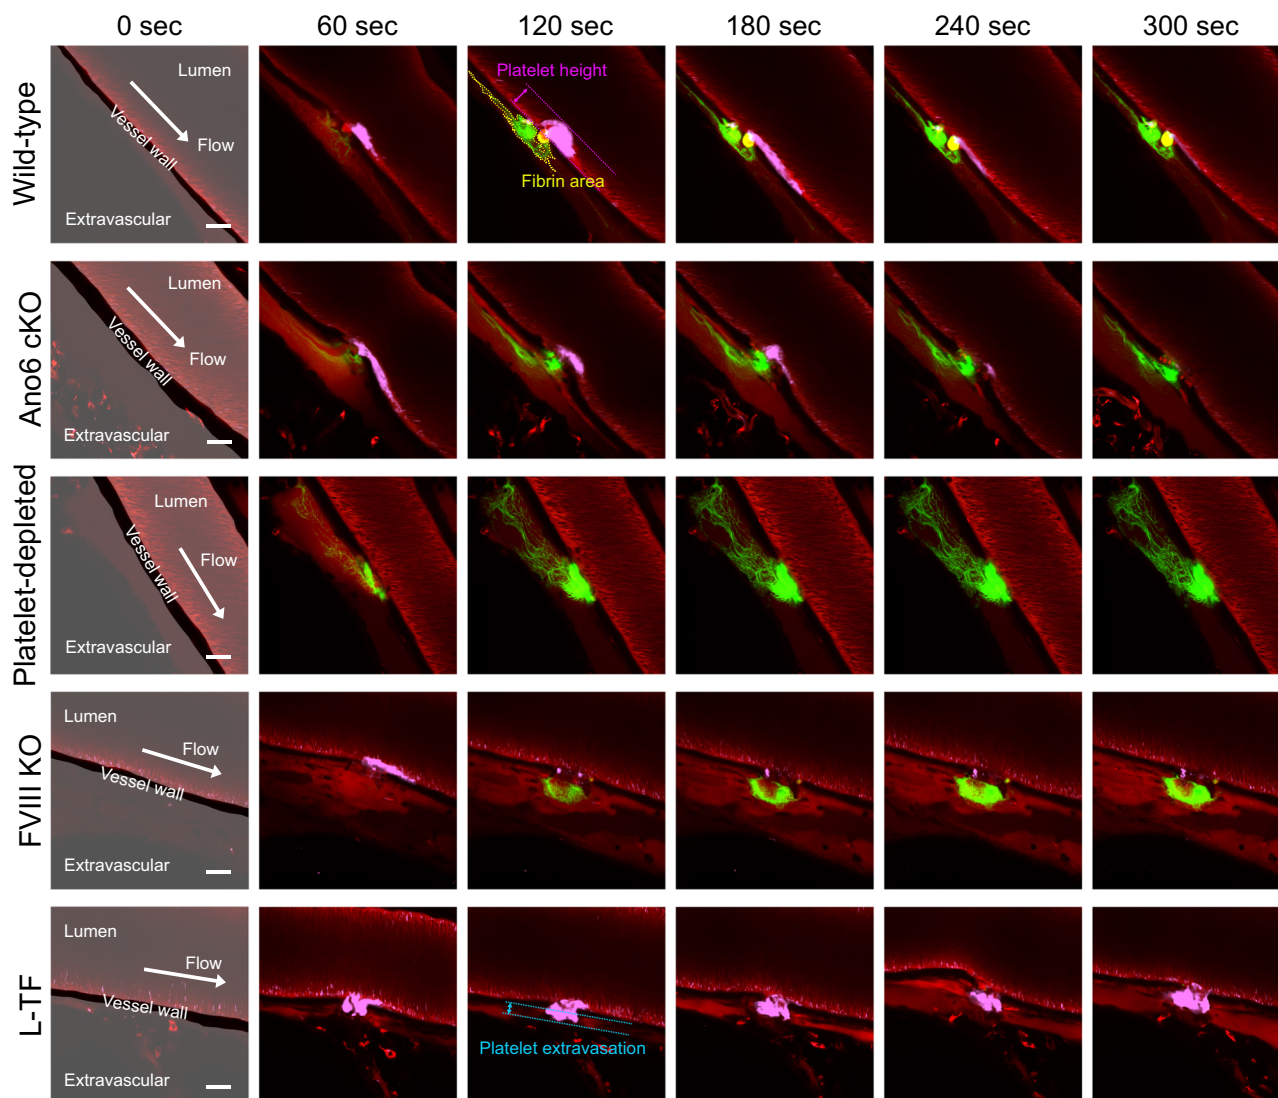 0 sec
60 sec
120 sec
180 sec
240 sec
300 sec
Wild-type
Lumen
Flow
Vessel wall
Extravascular
Platelet height
Fibrin area
Ano6 cKO
Lumen
Flow
Vessel wall
Extravascular
Platelet-depleted
Lumen
Flow
Vessel wall
Extravascular
FVIII KO
Lumen
Flow
Vessel wall
Extravascular
L-TF
Lumen
Flow
Vessel wall
Extravascular
Platelet extravasation